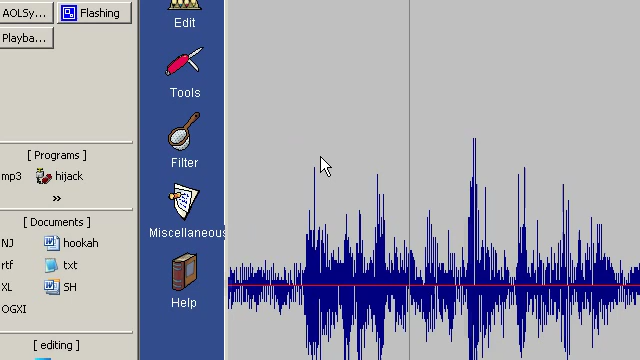 AOLSy...
Flashing
Playba...
[ Programs ]
mp3
hijack
»
[ Documents ]
NJ
hookah
rtf
txt
XL
SH
OGXI
[ editing ]
Edit
Tools
Filter
Miscellaneous
Help